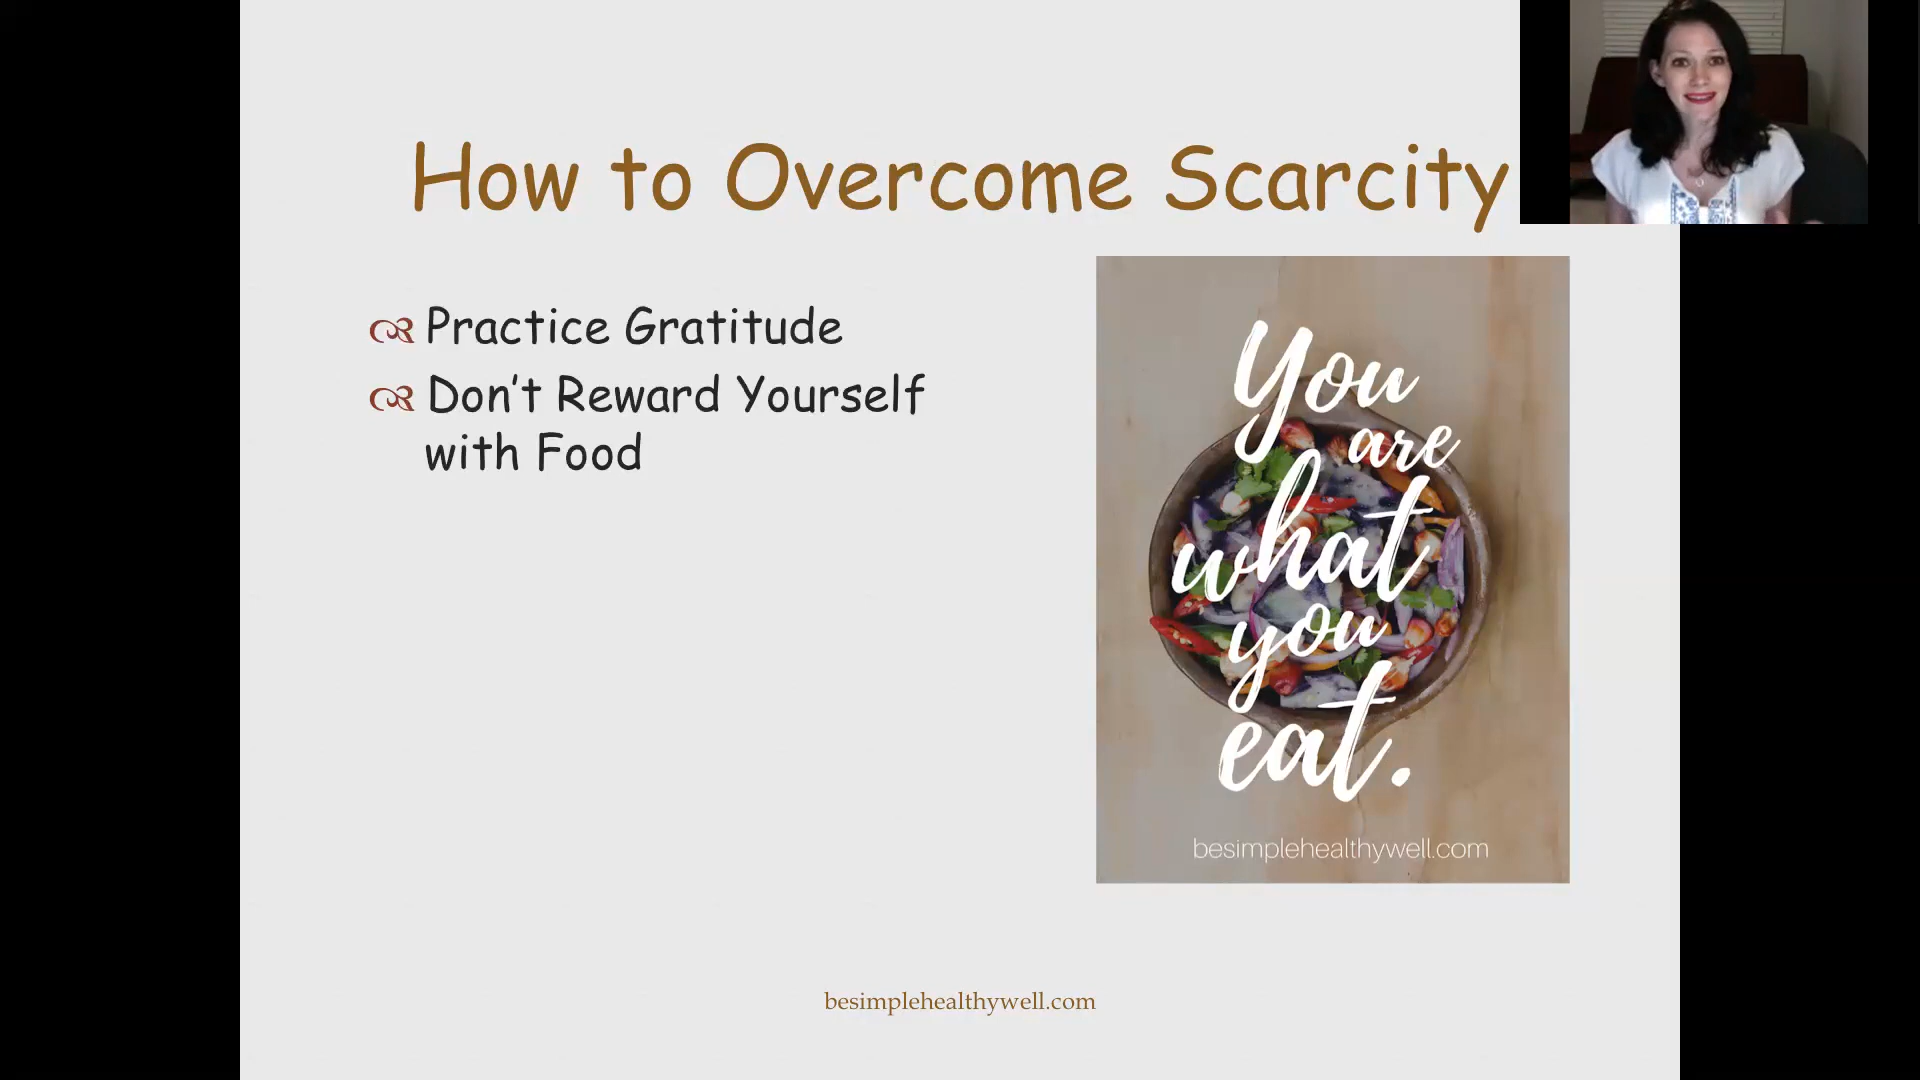 How to Overcome Scarcity
Practice Gratitude
Don't Reward Yourself
with Food
You
are
what
you
eat.
besimplehealthywell.com
besimplehealthywell.com